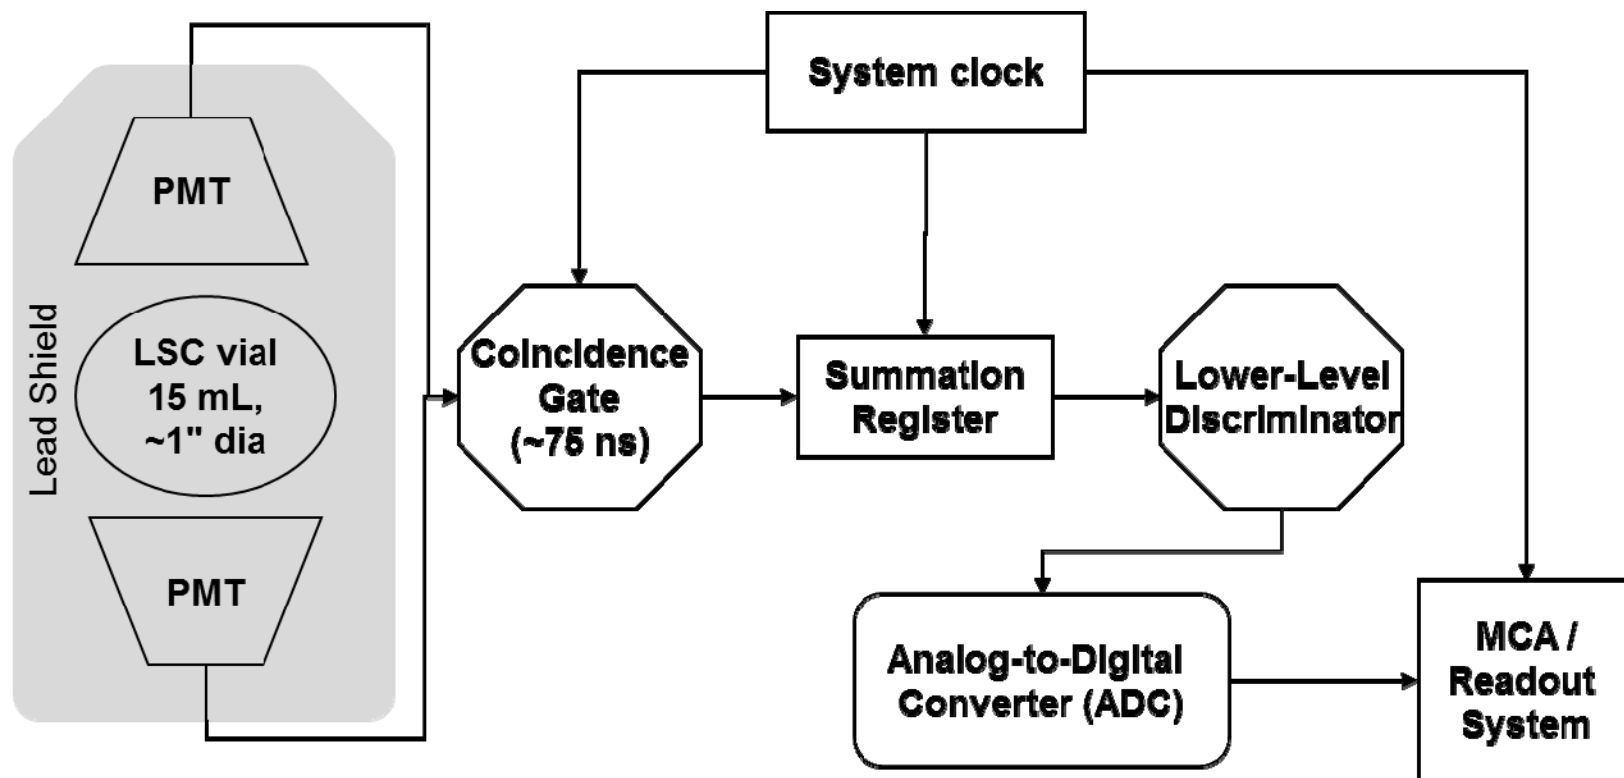 System clock
PMT
Lead Shield
LSC vial
15 mL,
~1" dia
PMT
Coincidence
Gate
(~75 ns)
Summation
Register
Lower-Level
Discriminator
Analog-to-Digital
Converter (ADC)
MCA /
Readout
System